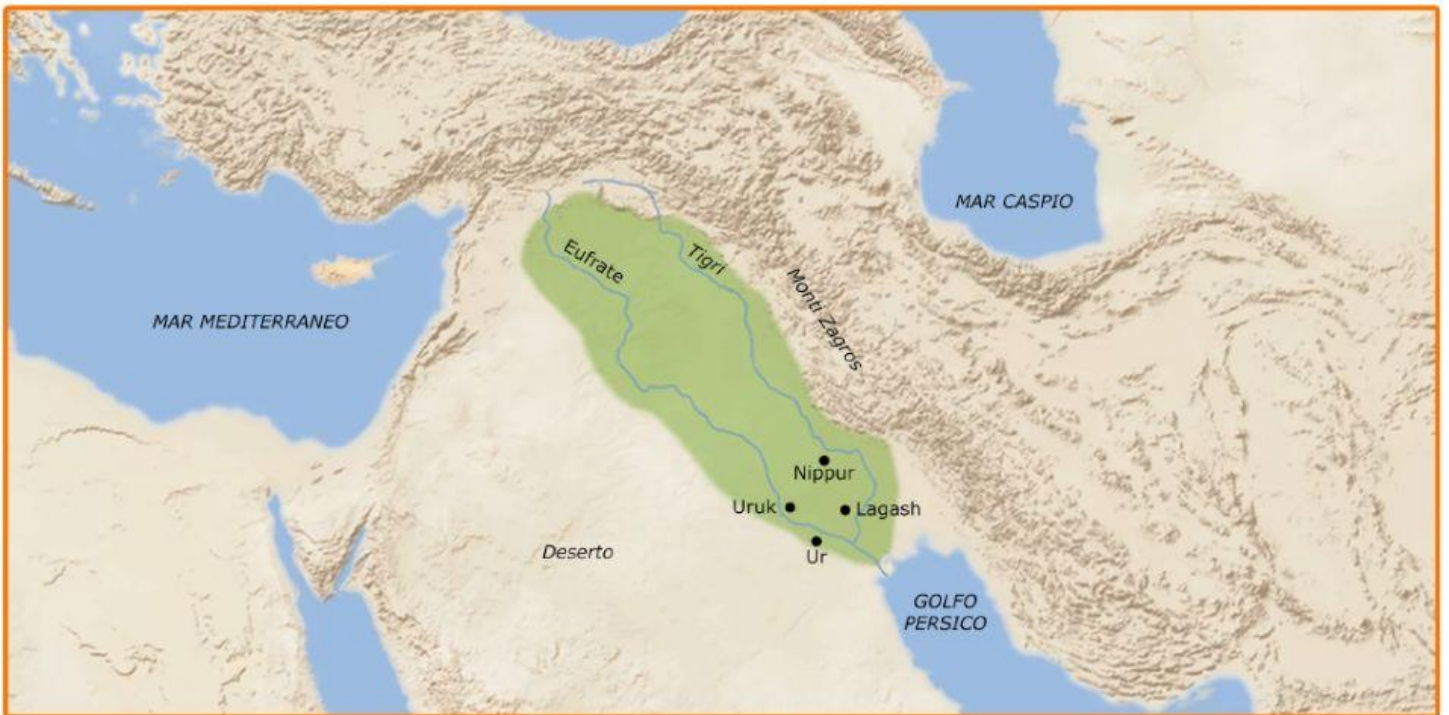 MAR CASPIO
Eufrate
Tigri
Monti Zagros
MAR MEDITERRANEO
Nippur
Uruk
Lagash
Deserto
Ur
GOLFO
PERSICO